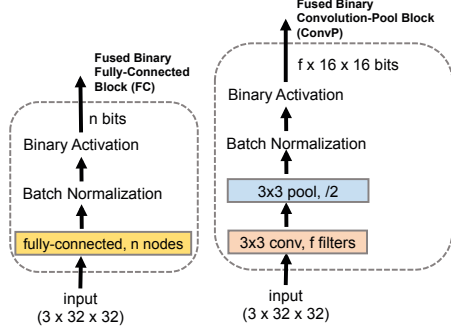 Fused Binary
Fully-Connected
Block (FC)
n bits
Binary Activation
Batch Normalization
fully-connected, n nodes
input
(3 x 32 x 32)
Fused Binary
Convolution-Pool Block
(ConvP)
f x 16 x 16 bits
Binary Activation
Batch Normalization
3x3 pool, /2
3x3 conv, f filters
input
(3 x 32 x 32)